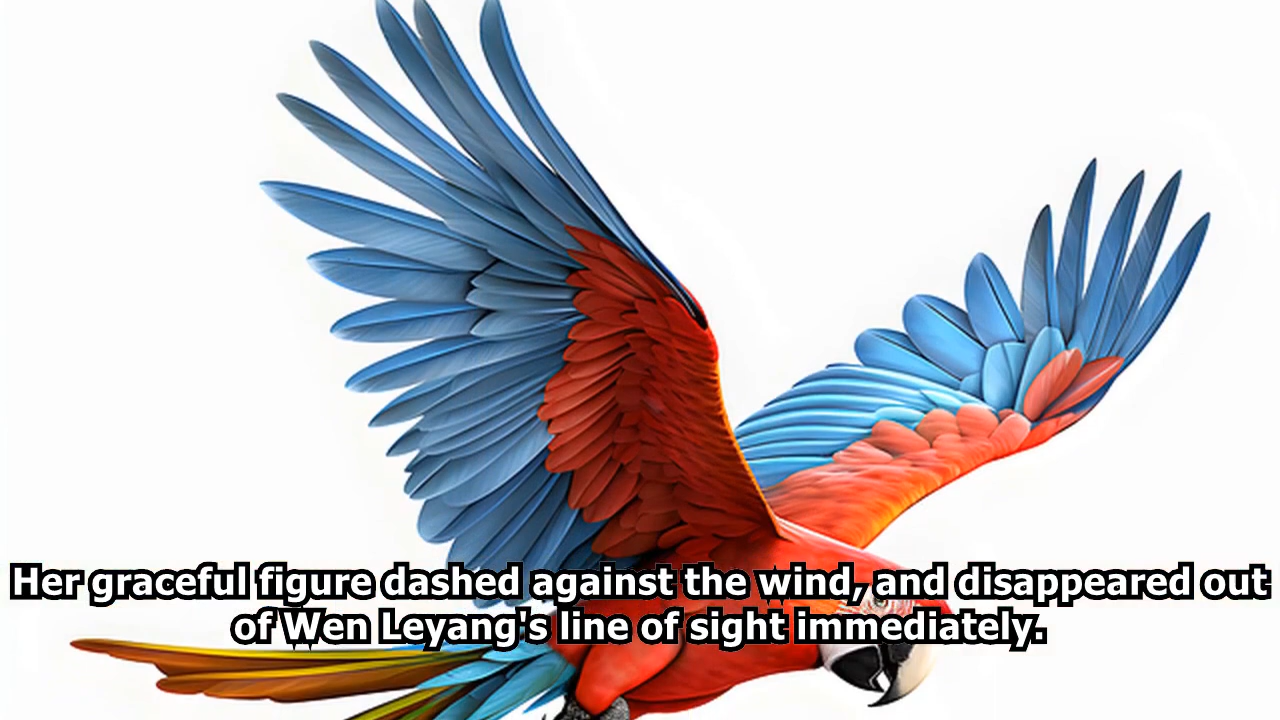 Her graceful figure dashed against the wind, and disappeared out
of Wen Leyang's line of sight immediately.